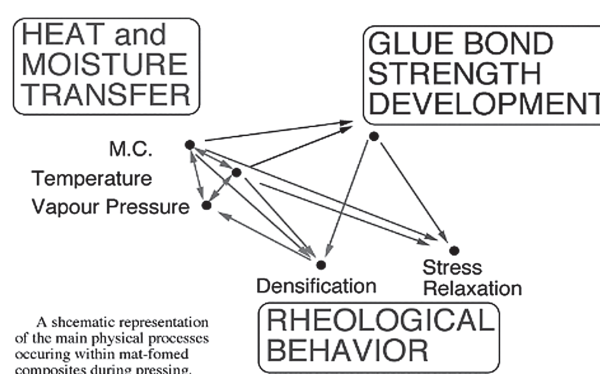 HEAT and
MOISTURE
TRANSFER
GLUE BOND
STRENGTH
DEVELOPMENT
M.C.
Temperature
Vapour Pressure
Densification
Stress
Relaxation
RHEOLOGICAL
BEHAVIOR
A shcematic representation
of the main physical processes
occuring within mat-fomed
composites during pressing.